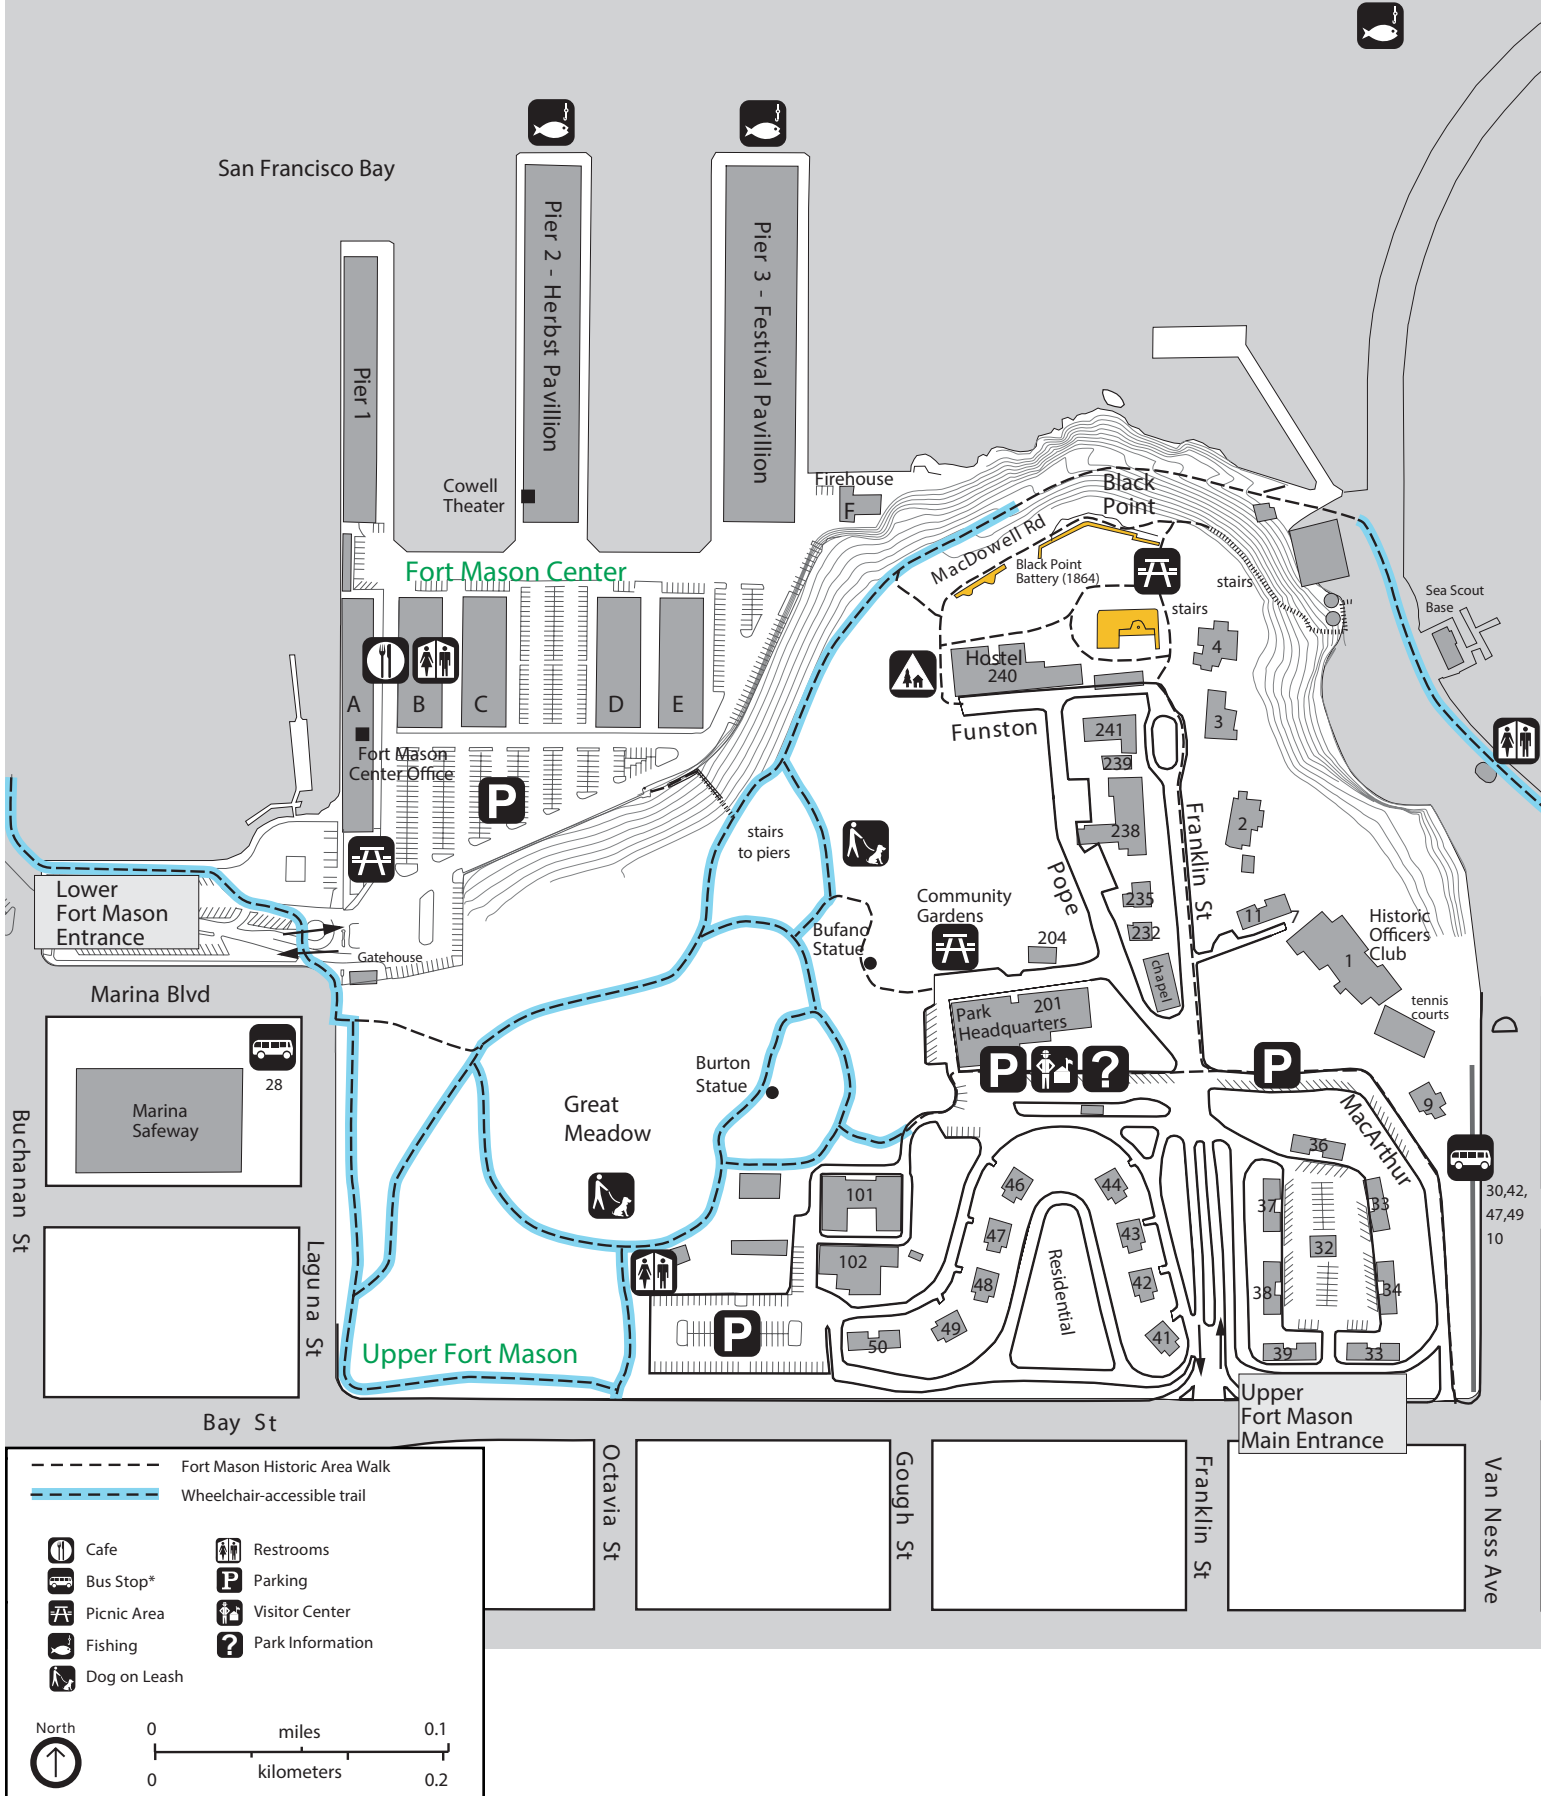 San Francisco Bay
Pier 1
Pier 2 - Herbst Pavillion
Pier 3 - Festival Pavillion
Cowell
Theater
Firehouse
F
Fort Mason Center
Black
Point
MacDowell Rd
Black Point
Battery (1864)
stairs
stairs
Sea Scout
Base
A
B
C
D
E
Fort Mason
Center Office
P
Hostel
240
4
3
Funston
241
239
238
2
Franklin St
Pope
stairs
to piers
235
232
chapel
11
7
Historic
Officers
Club
1
tennis
courts
Community
Gardens
204
Bufano
Statue
Lower
Fort Mason
Entrance
Gatehouse
Marina Blvd
28
Marina
Safeway
Buchanan St
Laguna St
Park
Headquarters
201
P
?
P
Burton
Statue
Great
Meadow
9
MacArthur
36
37
33
32
38
34
39
33
30,42,
47,49
10
101
102
46
44
47
43
48
42
49
41
50
Residential
P
Upper Fort Mason
Upper
Fort Mason
Main Entrance
Bay St
Octavia St
Gough St
Franklin St
Van Ness Ave
Fort Mason Historic Area Walk
Wheelchair-accessible trail
Cafe
Restrooms
Bus Stop*
P
Parking
Picnic Area
Visitor Center
Fishing
?
Park Information
Dog on Leash
North
0 miles 0.1
0 kilometers 0.2